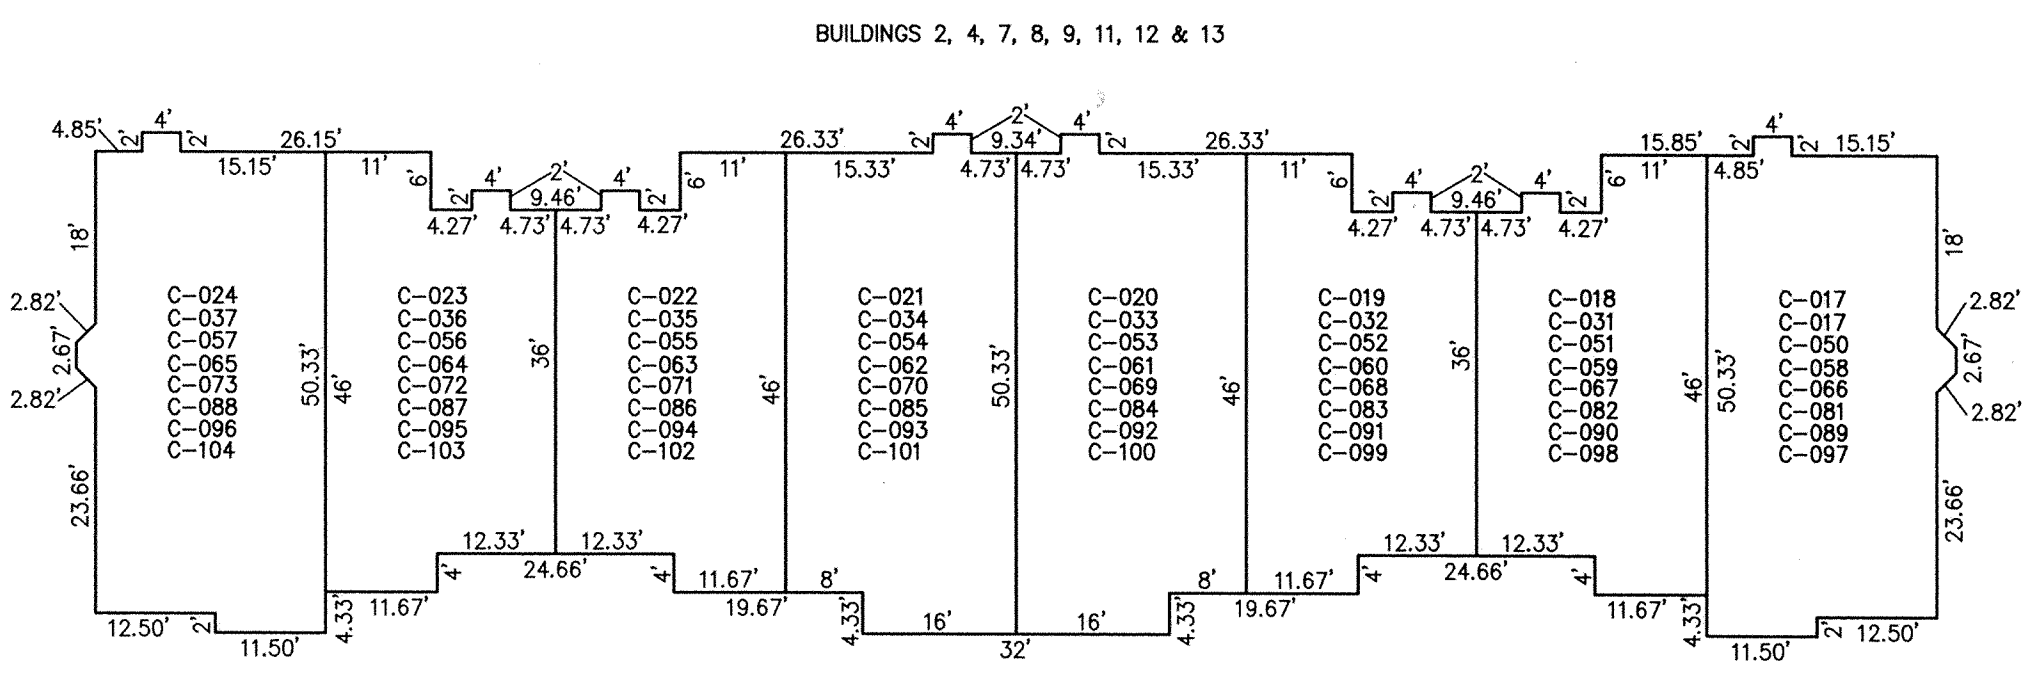 BUILDINGS 2, 4, 7, 8, 9, 11, 12 & 13
4.85' 2' 4' 2' 26.15' 26.33' 2' 4' 2' 9.34' 4' 2' 26.33' 15.85' 2' 4' 2' 15.15'
15.15' 11' 6' 2' 4' 2' 9.46' 4' 2' 6' 11' 15.33' 4.73' 4.73' 15.33' 11' 6' 2' 4' 2' 9.46' 4' 2' 6' 11' 4.85'
4.27' 4.73' 4.73' 4.27' 4.27' 4.73' 4.73' 4.27'
18' 18'
2.82' 2.82'
2.67' 2.67'
2.82' 2.82'
23.66' 23.66'
50.33' 46' 36' 46' 50.33' 46' 36' 46' 50.33'
C-024 C-023 C-022 C-021 C-020 C-019 C-018 C-017
C-037 C-036 C-035 C-034 C-033 C-032 C-031 C-017
C-057 C-056 C-055 C-054 C-053 C-052 C-051 C-050
C-065 C-064 C-063 C-062 C-061 C-060 C-059 C-058
C-073 C-072 C-071 C-070 C-069 C-068 C-067 C-066
C-088 C-087 C-086 C-085 C-084 C-083 C-082 C-081
C-096 C-095 C-094 C-093 C-092 C-091 C-090 C-089
C-104 C-103 C-102 C-101 C-100 C-099 C-098 C-097
12.33' 12.33' 12.33' 12.33'
4' 24.66' 4' 4' 24.66' 4'
11.67' 11.67' 8' 8' 11.67' 11.67'
19.67' 19.67'
12.50' 2' 4.33' 4.33' 16' 16' 4.33' 4.33' 2' 12.50'
11.50' 32' 11.50'